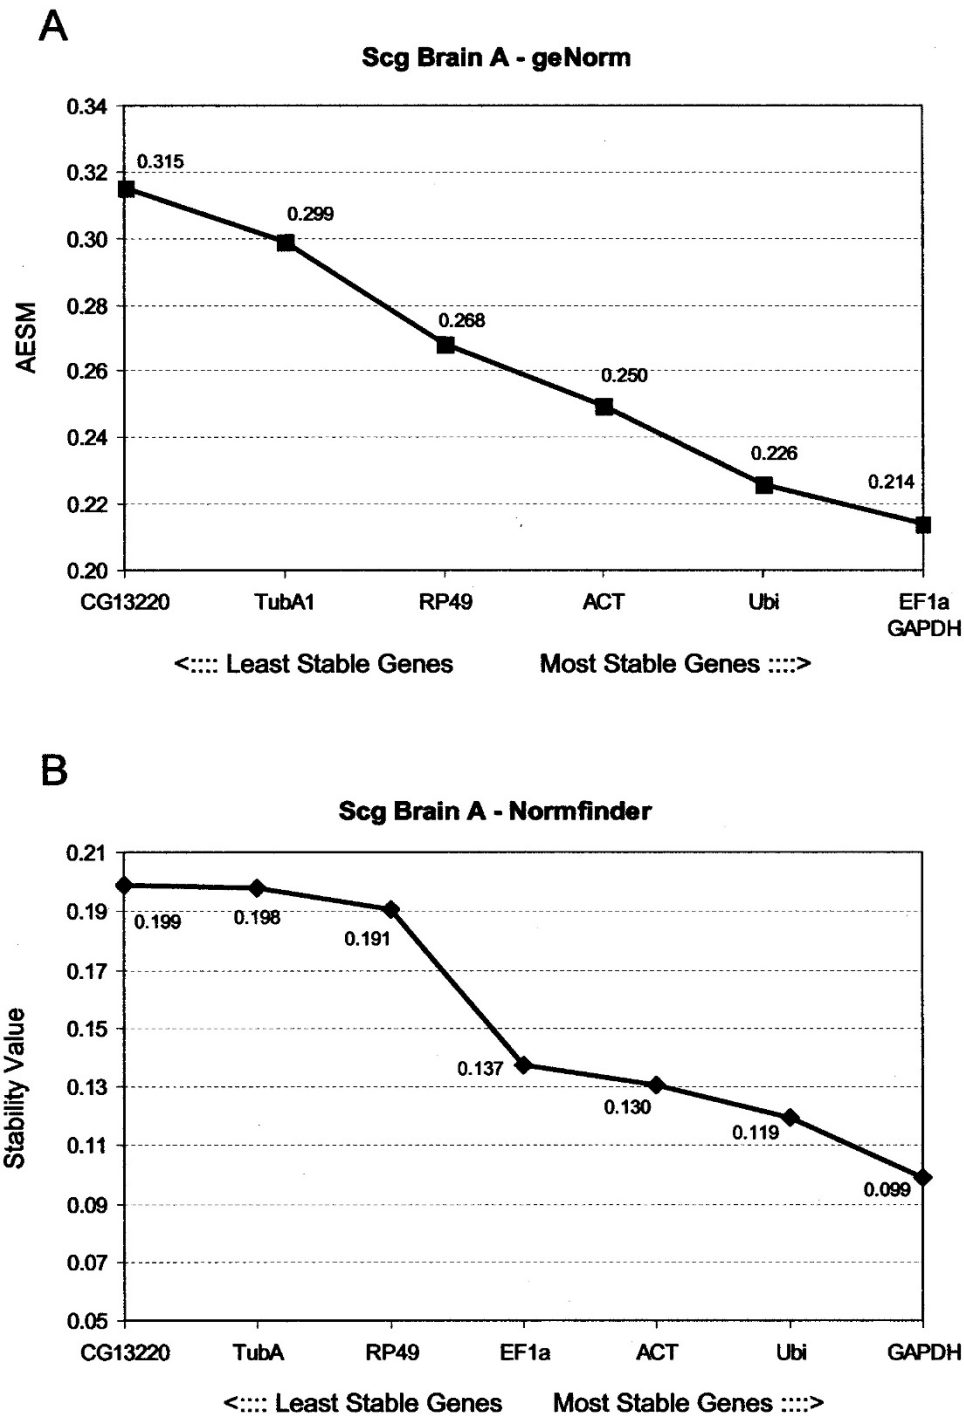 A
Scg Brain A - geNorm
0.34
0.32
0.30
0.28
0.26
0.24
0.22
0.20
AESM
0.315
0.299
0.268
0.250
0.226
0.214
CG13220 TubA1 RP49 ACT Ubi EF1a
GAPDH
<:::: Least Stable Genes Most Stable Genes ::::>
B
Scg Brain A - Normfinder
0.21
0.19
0.17
0.15
0.13
0.11
0.09
0.07
0.05
Stability Value
0.199
0.198
0.191
0.137
0.130
0.119
0.099
CG13220 TubA RP49 EF1a ACT Ubi GAPDH
<:::: Least Stable Genes Most Stable Genes ::::>